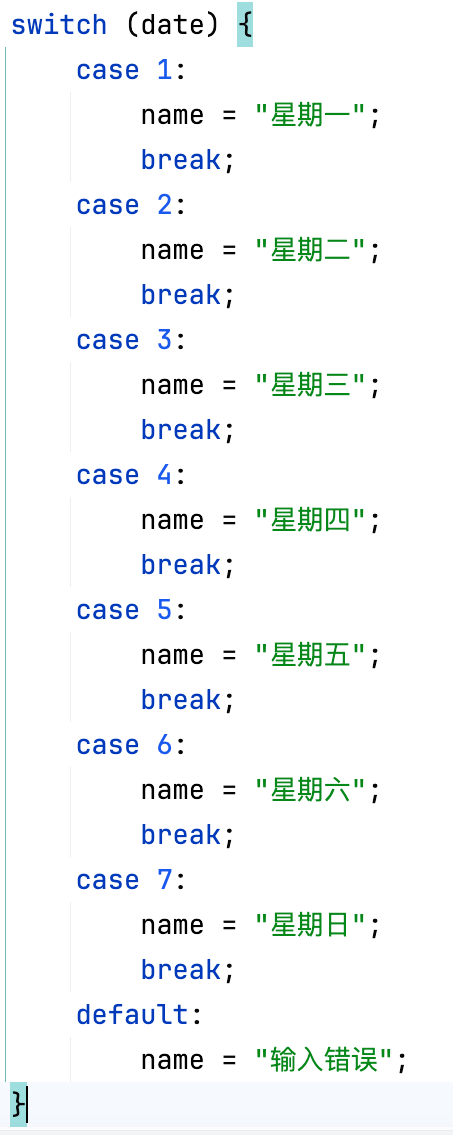 switch (date) {
    case 1:
        name = "星期一";
        break;
    case 2:
        name = "星期二";
        break;
    case 3:
        name = "星期三";
        break;
    case 4:
        name = "星期四";
        break;
    case 5:
        name = "星期五";
        break;
    case 6:
        name = "星期六";
        break;
    case 7:
        name = "星期日";
        break;
    default:
        name = "输入错误";
}